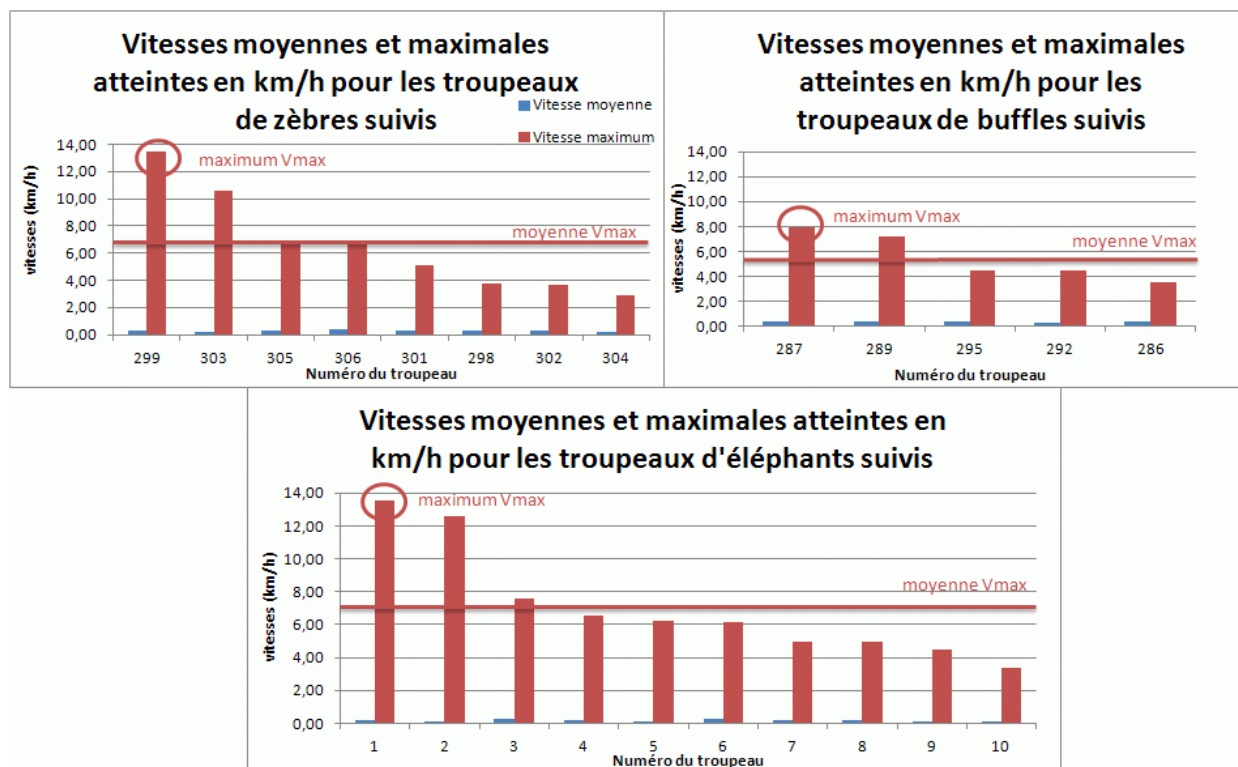 Vitesses moyennes et maximales
atteintes en km/h pour les troupeaux
de zèbres suivis
Vitesse moyenne
Vitesse maximum
maximum Vmax
moyenne Vmax
vitesses (km/h)
14,00
12,00
10,00
8,00
6,00
4,00
2,00
0,00
299 303 305 306 301 298 302 304
Numéro du troupeau
Vitesses moyennes et maximales
atteintes en km/h pour les
troupeaux de buffles suivis
maximum Vmax
moyenne Vmax
vitesses (km/h)
14,00
12,00
10,00
8,00
6,00
4,00
2,00
0,00
287 289 295 292 286
Numéro du troupeau
Vitesses moyennes et maximales atteintes en
km/h pour les troupeaux d'éléphants suivis
maximum Vmax
moyenne Vmax
vitesses (km/h)
14,00
12,00
10,00
8,00
6,00
4,00
2,00
0,00
1 2 3 4 5 6 7 8 9 10
Numéro du troupeau